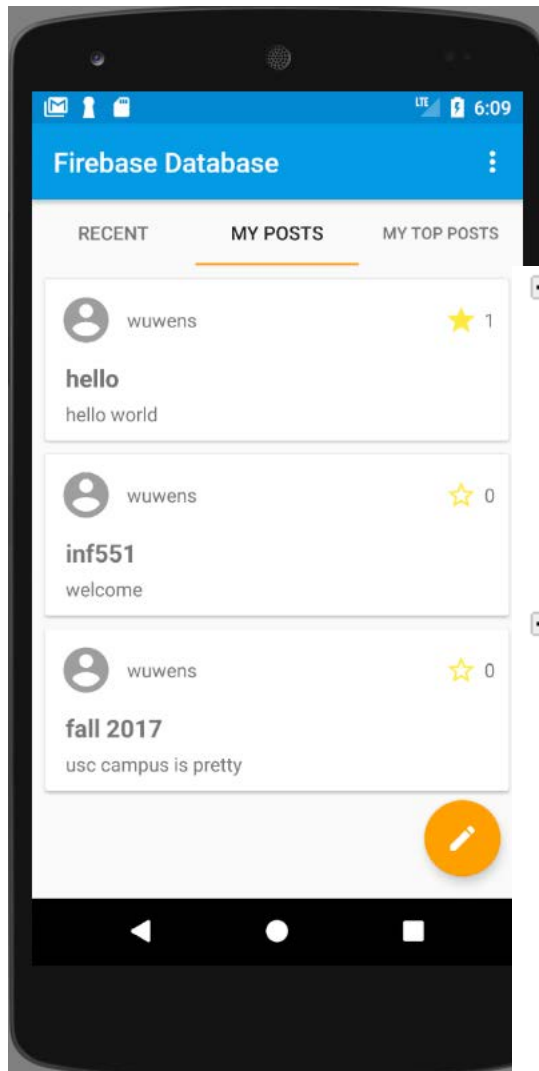 LTE 6:09
Firebase Database
RECENT MY POSTS MY TOP POSTS
wuwens 1
hello
hello world
wuwens 0
inf551
welcome
wuwens 0
fall 2017
usc campus is pretty